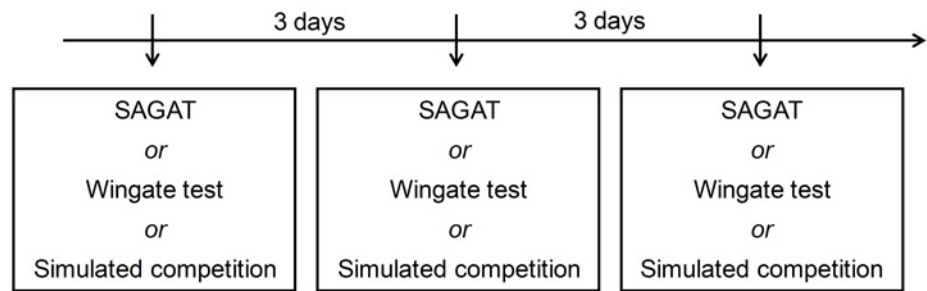 3 days
3 days
SAGAT
or
Wingate test
or
Simulated competition
SAGAT
or
Wingate test
or
Simulated competition
SAGAT
or
Wingate test
or
Simulated competition